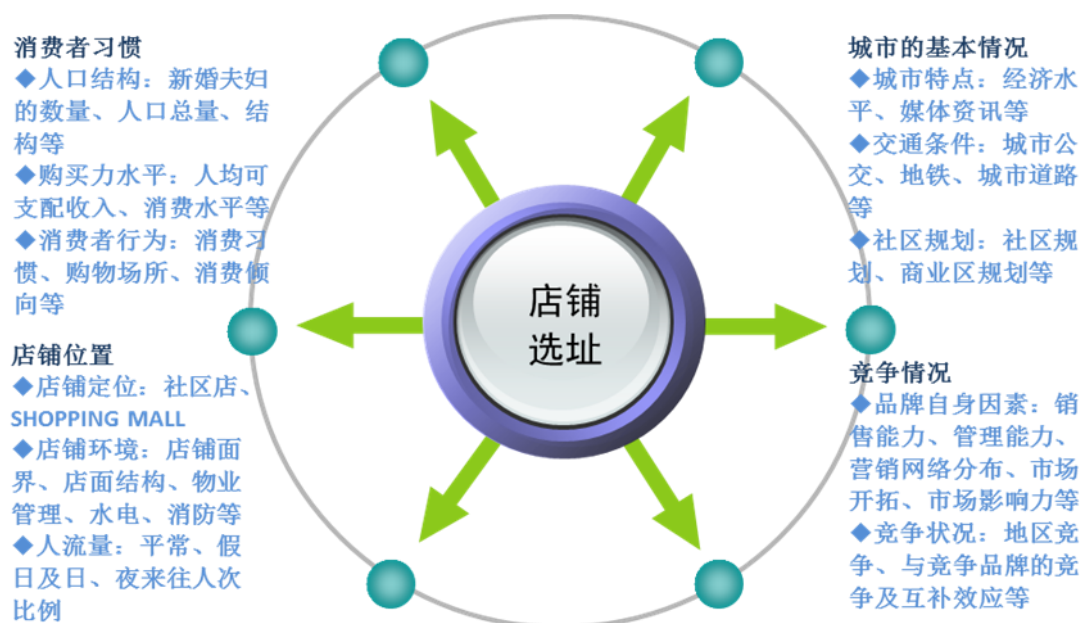 消费者习惯
◆人口结构：新婚夫妇
的数量、人口总量、结
构等
◆购买力水平：人均可
支配收入、消费水平等
◆消费者行为：消费习
惯、购物场所、消费倾
向等
店铺位置
◆店铺定位：社区店、
SHOPPING MALL
◆店铺环境：店铺面
界、店面结构、物业
管理、水电、消防等
◆人流量：平常、假
日及日、夜来往人次
比例
店铺
选址
城市的基本情况
◆城市特点：经济水
平、媒体资讯等
◆交通条件：城市公
交、地铁、城市道路
等
◆社区规划：社区规
划、商业区规划等
竞争情况
◆品牌自身因素：销
售能力、管理能力、
营销网络分布、市场
开拓、市场影响力等
◆竞争状况：地区竞
争、与竞争品牌的竞
争及互补效应等